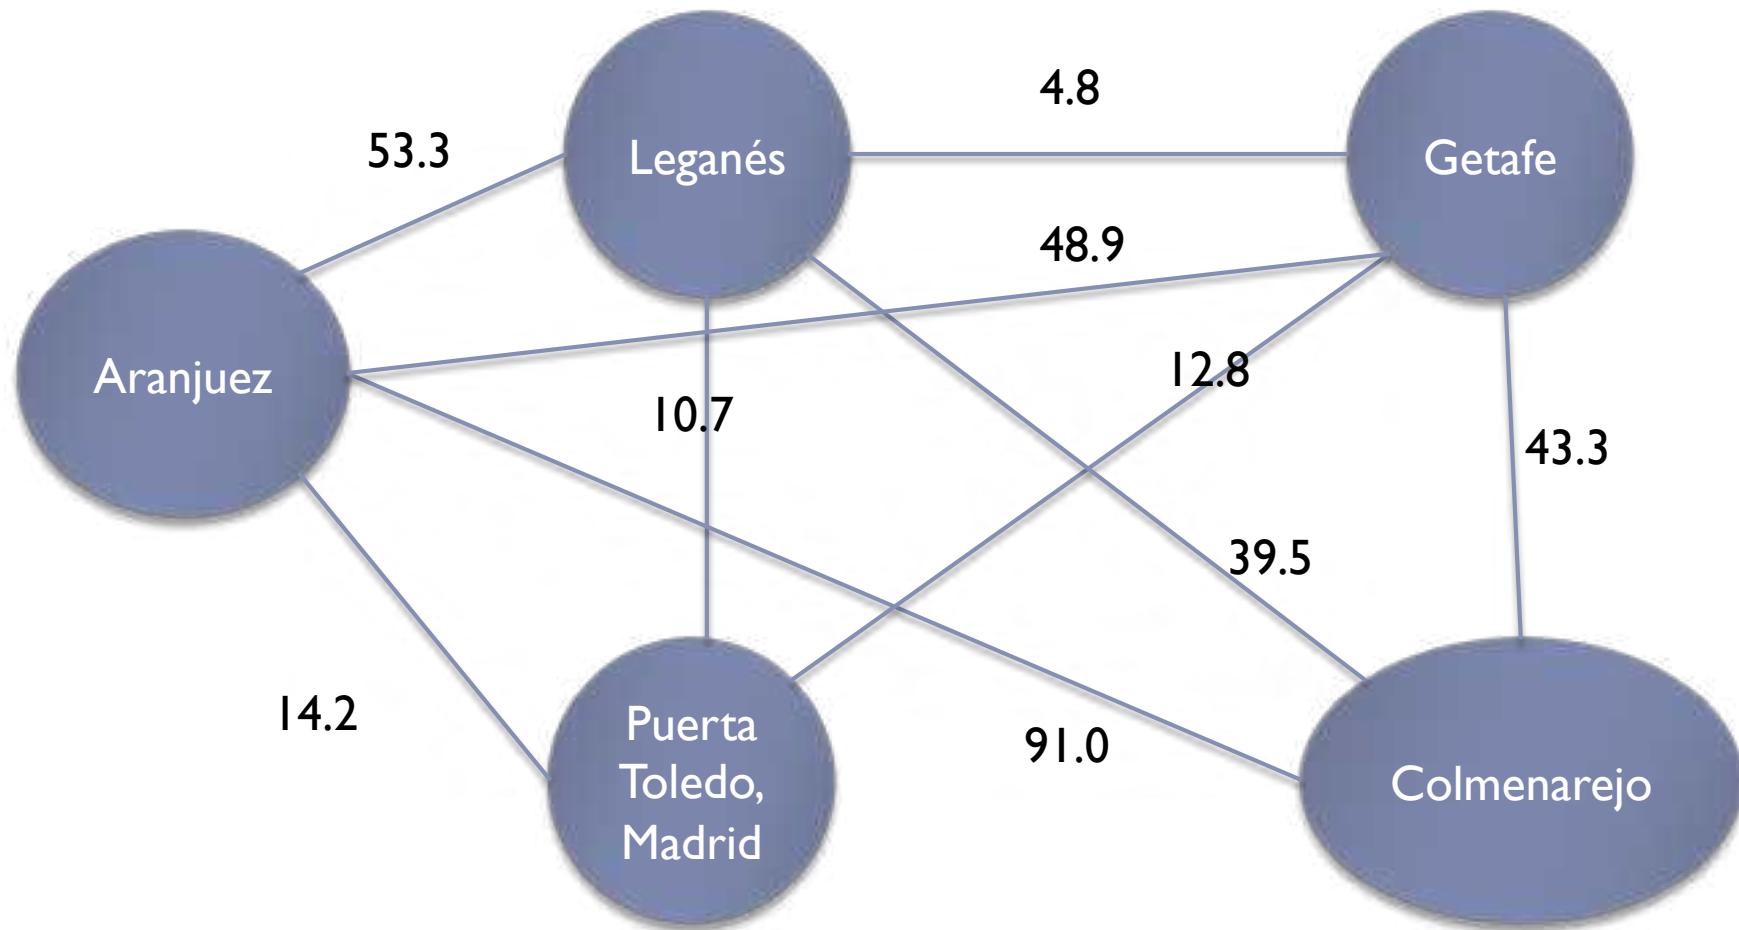 4.8
53.3
Leganés
Getafe
48.9
Aranjuez
12.8
10.7
43.3
39.5
14.2
Puerta
Toledo,
Madrid
91.0
Colmenarejo